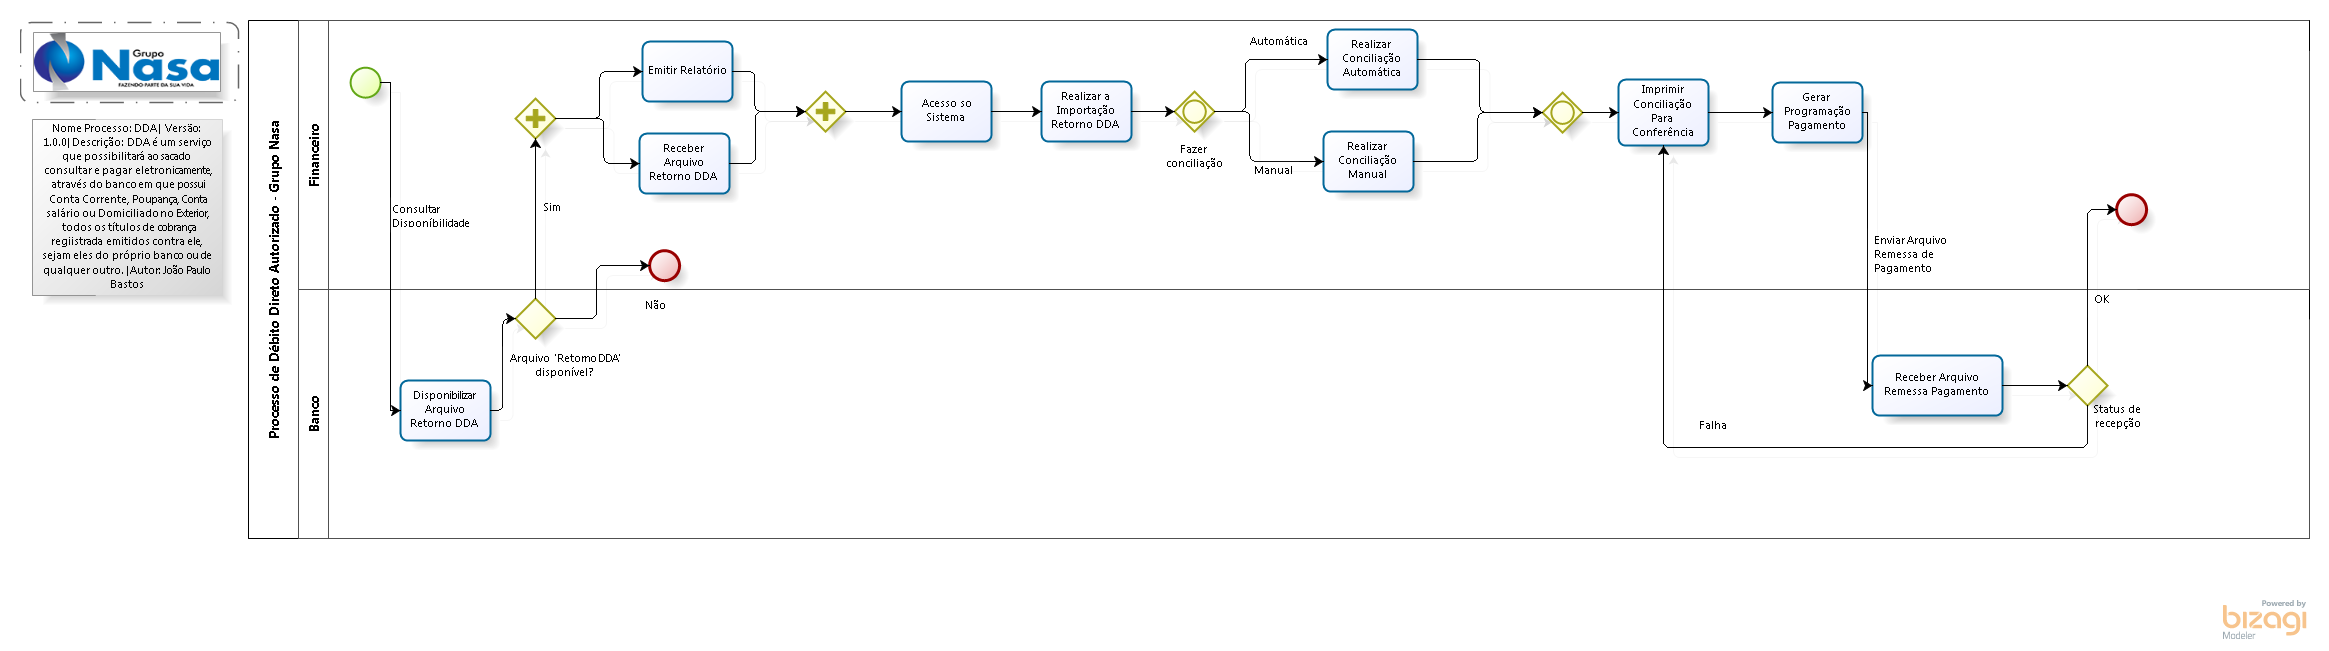 Grupo
Nasa
FAZENDO PARTE DA SUA VIDA
Nome Processo: DDA| Versão:
1.0.0| Descrição: DDA é um serviço
que possibilitará ao sacado
consultar e pagar eletronicamente,
através do banco em que possui
Conta Corrente, Poupança, Conta
salário ou Domiciliado no Exterior,
todos os títulos de cobrança
regiistrada emitidos contra ele,
sejam eles do próprio banco ou de
qualquer outro. |Autor: João Paulo
Bastos
Processo de Débito Direto Autorizado - Grupo Nasa
Financeiro
Banco
Consultar
Disponíbilidade
Disponibilizar
Arquivo
Retorno DDA
Arquivo 'Retorno DDA'
disponível?
Sim
Não
Emitir Relatório
Receber
Arquivo
Retorno DDA
Acesso so
Sistema
Realizar a
Importação
Retorno DDA
Fazer
conciliação
Automática
Manual
Realizar
Conciliação
Automática
Realizar
Conciliação
Manual
Imprimir
Conciliação
Para
Conferência
Gerar
Programação
Pagamento
Enviar Arquivo
Remessa de
Pagamento
Receber Arquivo
Remessa Pagamento
Status de
recepção
OK
Falha
Powered by
bizagi
Modeler